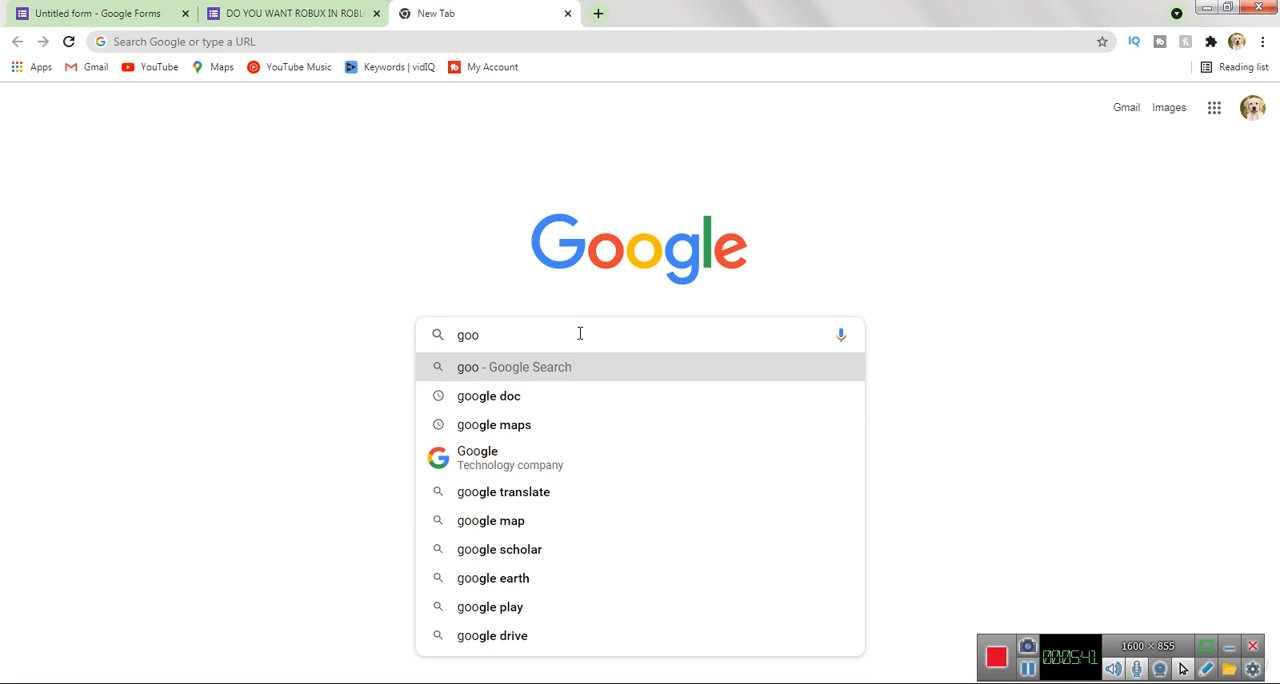 Untitled form - Google Forms
DO YOU WANT ROBUX IN ROBL
New Tab
Search Google or type a URL
Apps
Gmail
YouTube
Maps
YouTube Music
Keywords | vidIQ
My Account
Reading list
Gmail
Images
Google
goo
goo - Google Search
google doc
google maps
Google
Technology company
google translate
google map
google scholar
google earth
google play
google drive
1600 × 855
00:05:41